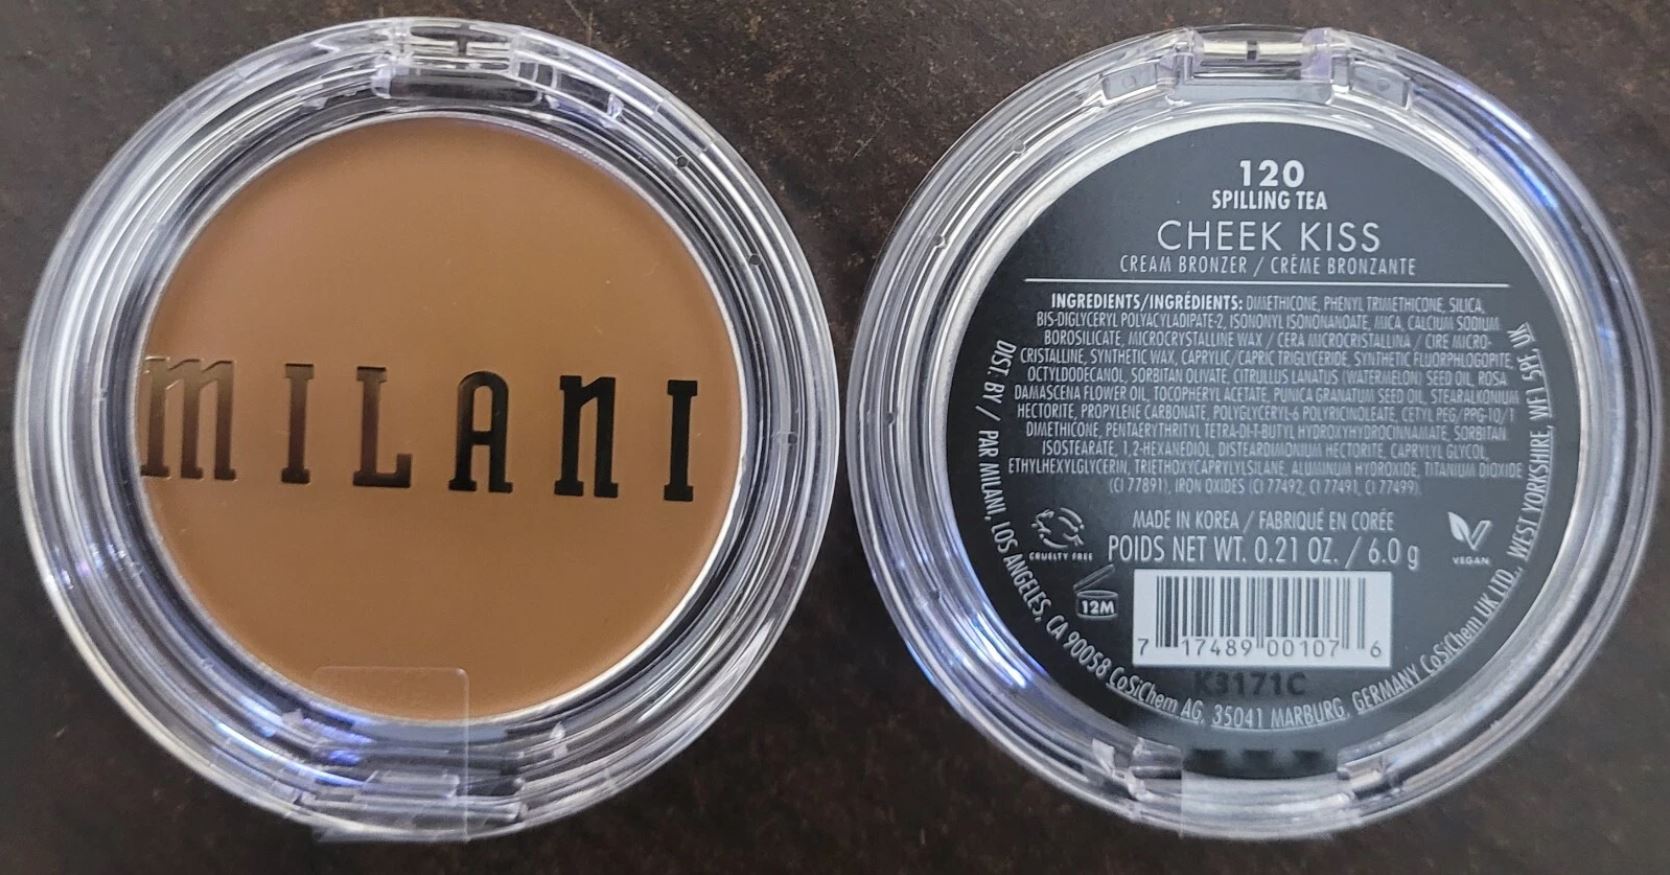 MILANI
120
SPILLING TEA
CHEEK KISS
CREAM BRONZER / CRÈME BRONZANTE
INGREDIENTS/INGRÉDIENTS: DIMETHICONE, PHENYL TRIMETHICONE, SILICA,
BIS-DIGLYCERYL POLYACYLADIPATE-2, ISONONYL ISONONANOATE, MICA, CALCIUM SODIUM
BOROSILICATE, MICROCRYSTALLINE WAX / CERA MICROCRISTALLINA / CIRE MICRO-
CRISTALLINE, SYNTHETIC WAX, CAPRYLIC/CAPRIC TRIGLYCERIDE, SYNTHETIC FLUORPHLOGOPITE,
OCTYLDODECANOL, SORBITAN OLIVATE, CITRULLUS LANATUS (WATERMELON) SEED OIL, ROSA
DAMASCENA FLOWER OIL, TOCOPHERYL ACETATE, PUNICA GRANATUM SEED OIL, STEARALKONIUM
HECTORITE, PROPYLENE CARBONATE, POLYGLYCERYL-6 POLYRICINOLEATE, CETYL PEG/PPG-10/1
DIMETHICONE, PENTAERYTHRITYL TETRA-DI-T-BUTYL HYDROXYHYDROCINNAMATE, SORBITAN
ISOSTEARATE, 1,2-HEXANEDIOL, DISTEARDIMONIUM HECTORITE, CAPRYLYL GLYCOL,
ETHYLHEXYLGLYCERIN, TRIETHOXYCAPRYLYLSILANE, ALUMINUM HYDROXIDE, TITANIUM DIOXIDE
(CI 77891), IRON OXIDES (CI 77492, CI 77491, CI 77499).
MADE IN KOREA / FABRIQUÉ EN CORÉE
CRUELTY FREE
POIDS NET WT. 0.21 OZ. / 6.0 g
VEGAN
12M
7 17489 00107 6
K3171C
DIST. BY / PAR MILANI, LOS ANGELES, CA 90058 CoSiChem AG, 35041 MARBURG, GERMANY CoSiChem UK LTD., WEST YORKSHIRE, WF1 5PE, UK